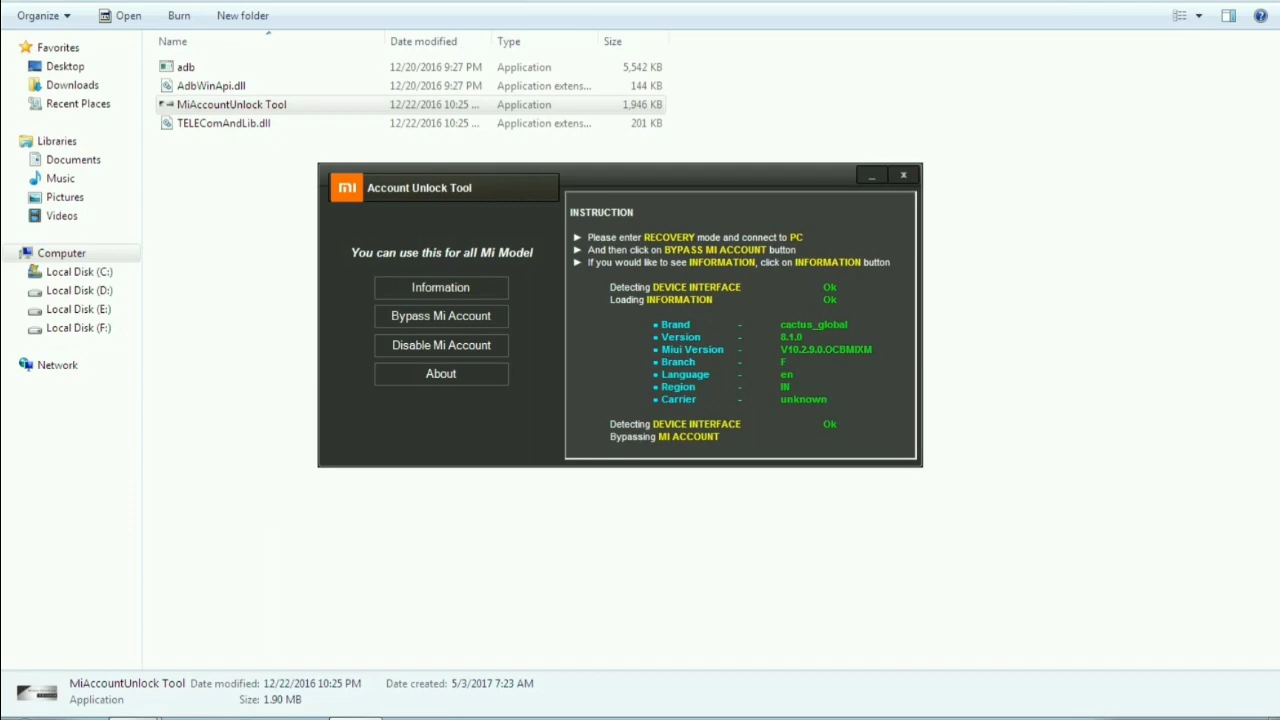 Organize Open Burn New folder
Name Date modified Type Size
Favorites
Desktop
Downloads
Recent Places
Libraries
Documents
Music
Pictures
Videos
Computer
Local Disk (C:)
Local Disk (D:)
Local Disk (E:)
Local Disk (F:)
Network
adb 12/20/2016 9:27 PM Application 5,542 KB
AdbWinApi.dll 12/20/2016 9:27 PM Application extens... 144 KB
MiAccountUnlock Tool 12/22/2016 10:25 ... Application 1,946 KB
TELEComAndLib.dll 12/22/2016 10:25 ... Application extens... 201 KB
mi Account Unlock Tool
_ x
You can use this for all Mi Model
Information
Bypass Mi Account
Disable Mi Account
About
INSTRUCTION
► Please enter RECOVERY mode and connect to PC
► And then click on BYPASS MI ACCOUNT button
► If you would like to see INFORMATION, click on INFORMATION button
Detecting DEVICE INTERFACE Ok
Loading INFORMATION Ok
▪ Brand - cactus_global
▪ Version - 8.1.0
▪ Miui Version - V10.2.9.0.OCBMIXM
▪ Branch - F
▪ Language - en
▪ Region - IN
▪ Carrier - unknown
Detecting DEVICE INTERFACE Ok
Bypassing MI ACCOUNT
MiAccountUnlock Tool Date modified: 12/22/2016 10:25 PM Date created: 5/3/2017 7:23 AM
Application Size: 1.90 MB